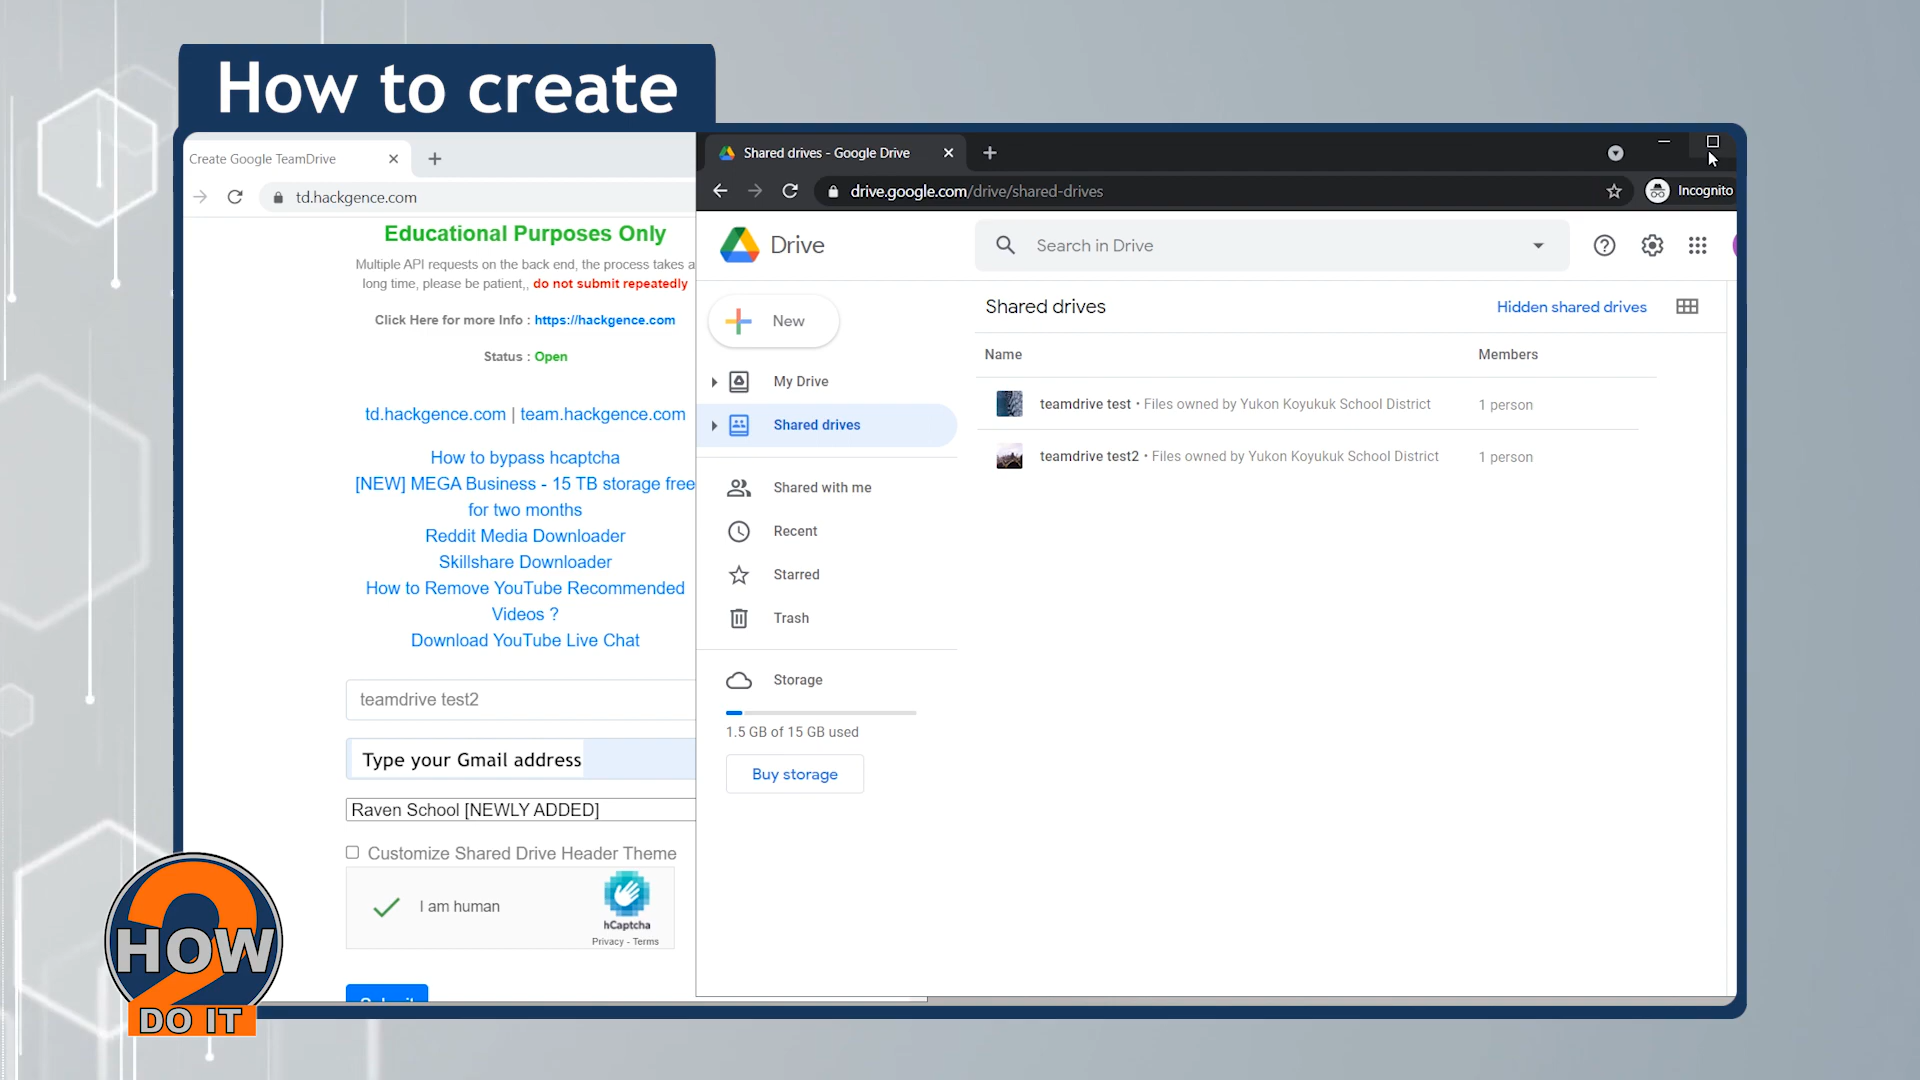 How to create
Create Google TeamDrive
td.hackgence.com
Educational Purposes Only
Multiple API requests on the back end, the process takes a
long time, please be patient,, do not submit repeatedly
Click Here for more Info : https://hackgence.com
Status : Open
td.hackgence.com | team.hackgence.com
How to bypass hcaptcha
[NEW] MEGA Business - 15 TB storage free
for two months
Reddit Media Downloader
Skillshare Downloader
How to Remove YouTube Recommended
Videos ?
Download YouTube Live Chat
teamdrive test2
Type your Gmail address
Raven School [NEWLY ADDED]
Customize Shared Drive Header Theme
I am human
hCaptcha
Privacy - Terms
Shared drives - Google Drive
drive.google.com/drive/shared-drives
Incognito
Drive
Search in Drive
New
My Drive
Shared drives
Shared with me
Recent
Starred
Trash
Storage
1.5 GB of 15 GB used
Buy storage
Shared drives
Hidden shared drives
Name
Members
teamdrive test • Files owned by Yukon Koyukuk School District
1 person
teamdrive test2 • Files owned by Yukon Koyukuk School District
1 person
2
HOW
DO IT